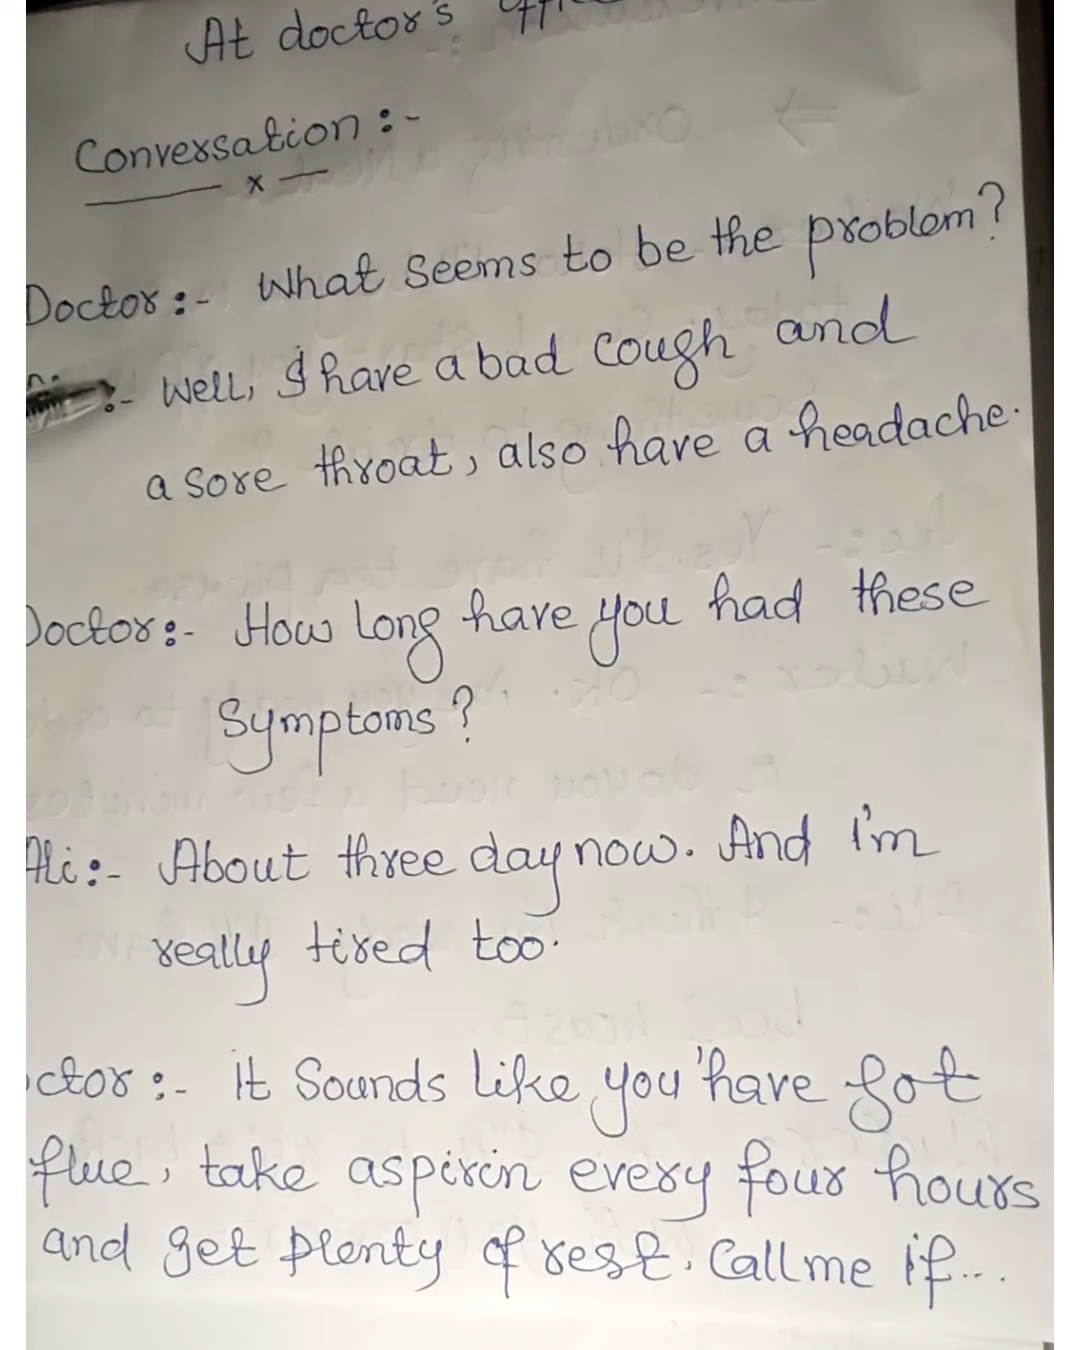 At doctor's
Conversation :-
Doctor :- What seems to be the problem?
:- Well, I have a bad cough and
a sore throat, also have a headache.
Doctor :- How long have you had these
Symptoms?
Ali :- About three day now. And I'm
really tired too.
ctor :- it Sounds like you 'have got
flue, take aspirin every four hours
and get plenty of rest. Call me if...